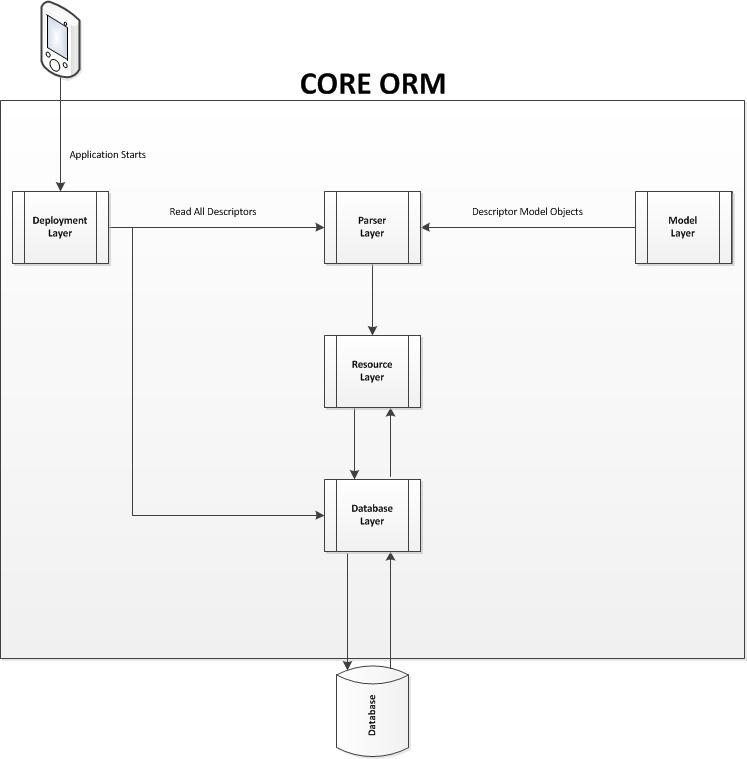 CORE ORM
Application Starts
Deployment
Layer
Read All Descriptors
Parser
Layer
Descriptor Model Objects
Model
Layer
Resource
Layer
Database
Layer
Database